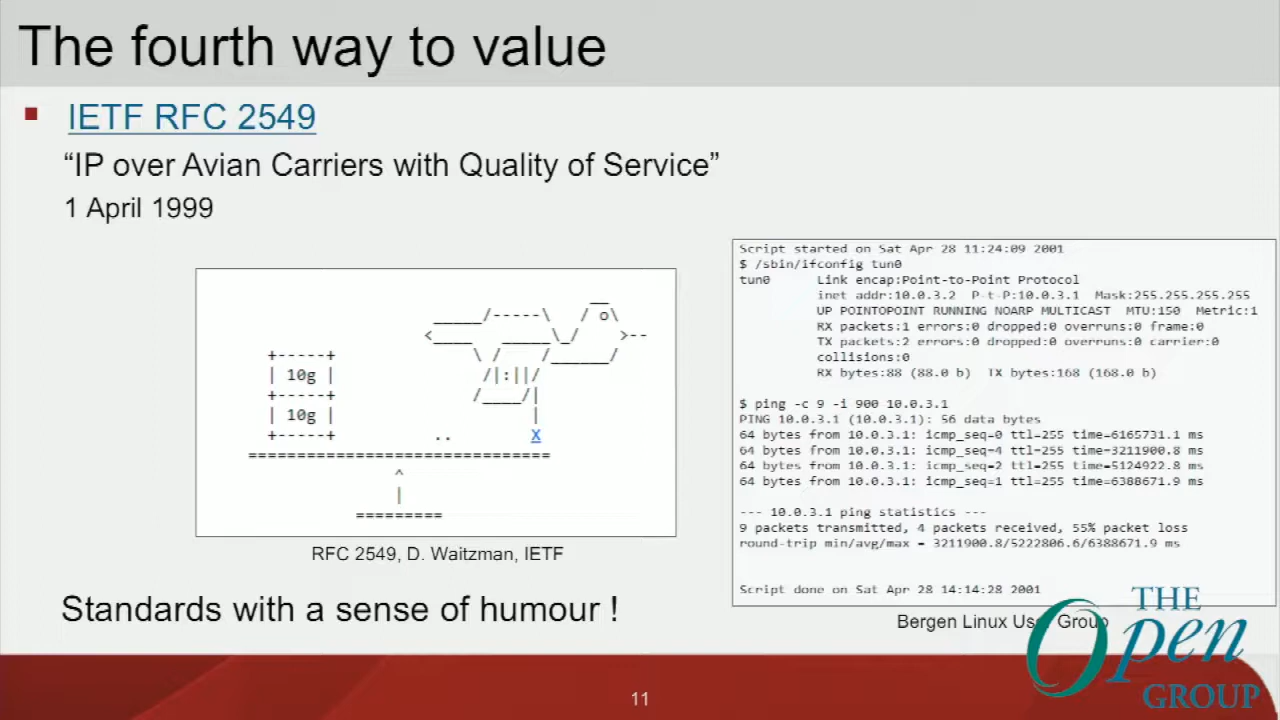 The fourth way to value
IETF RFC 2549
“IP over Avian Carriers with Quality of Service”
1 April 1999
__
_____/-----\ / o\
<____ _____\_/ >--
+-----+ \ / /______/
| 10g | /|:||/
+-----+ /____/|
| 10g | |
+-----+ .. X
===============================
^
|
=========
RFC 2549, D. Waitzman, IETF
Standards with a sense of humour !
Script started on Sat Apr 28 11:24:09 2001
$ /sbin/ifconfig tun0
tun0 Link encap:Point-to-Point Protocol
inet addr:10.0.3.2 P-t-P:10.0.3.1 Mask:255.255.255.255
UP POINTOPOINT RUNNING NOARP MULTICAST MTU:150 Metric:1
RX packets:1 errors:0 dropped:0 overruns:0 frame:0
TX packets:2 errors:0 dropped:0 overruns:0 carrier:0
collisions:0
RX bytes:88 (88.0 b) TX bytes:168 (168.0 b)
$ ping -c 9 -i 900 10.0.3.1
PING 10.0.3.1 (10.0.3.1): 56 data bytes
64 bytes from 10.0.3.1: icmp_seq=0 ttl=255 time=6165731.1 ms
64 bytes from 10.0.3.1: icmp_seq=4 ttl=255 time=3211900.8 ms
64 bytes from 10.0.3.1: icmp_seq=2 ttl=255 time=5124922.8 ms
64 bytes from 10.0.3.1: icmp_seq=1 ttl=255 time=6388671.9 ms
--- 10.0.3.1 ping statistics ---
9 packets transmitted, 4 packets received, 55% packet loss
round-trip min/avg/max = 3211900.8/5222806.6/6388671.9 ms
Script done on Sat Apr 28 14:14:28 2001
Bergen Linux User Group
THE
Open
GROUP
11